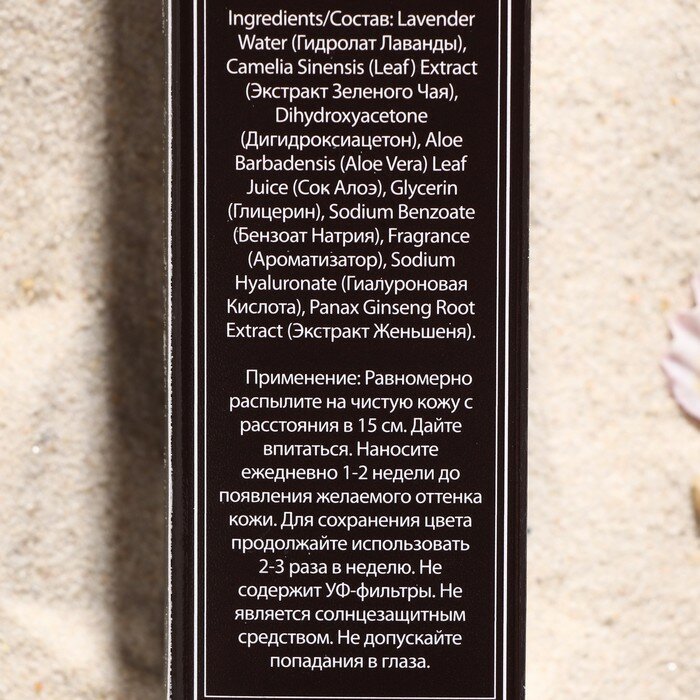 Ingredients/Состав: Lavender
Water (Гидролат Лаванды),
Camelia Sinensis (Leaf) Extract
(Экстракт Зеленого Чая),
Dihydroxyacetone
(Дигидроксиацетон), Aloe
Barbadensis (Aloe Vera) Leaf
Juice (Сок Алоэ), Glycerin
(Глицерин), Sodium Benzoate
(Бензоат Натрия), Fragrance
(Ароматизатор), Sodium
Hyaluronate (Гиалуроновая
Кислота), Panax Ginseng Root
Extract (Экстракт Женьшеня).
Применение: Равномерно
распылите на чистую кожу с
расстояния в 15 см. Дайте
впитаться. Наносите
ежедневно 1-2 недели до
появления желаемого оттенка
кожи. Для сохранения цвета
продолжайте использовать
2-3 раза в неделю. Не
содержит УФ-фильтры. Не
является солнцезащитным
средством. Не допускайте
попадания в глаза.